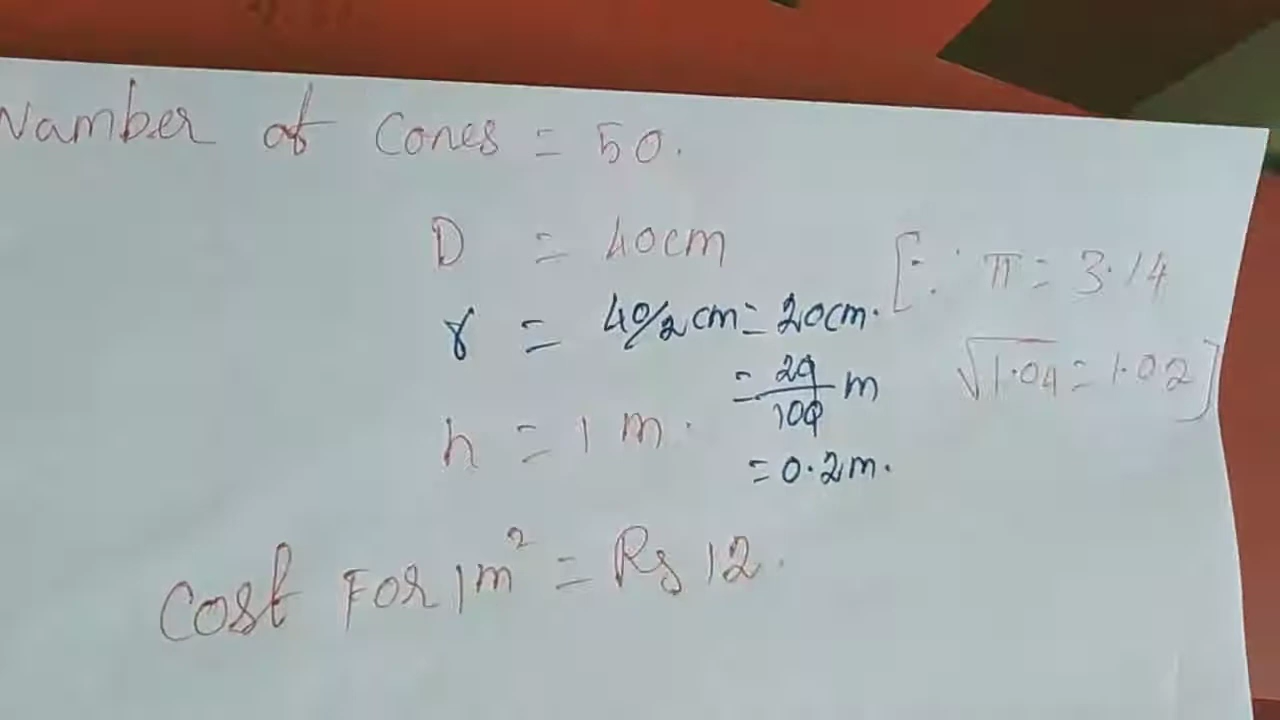 Number of Cones = 50.
D = 40cm
[∵ π = 3.14
r = 40/2 cm = 20cm.
= 20/100 m
√1.04 = 1.02]
h = 1 m.
= 0.2m.
Cost For 1m² = Rs 12.